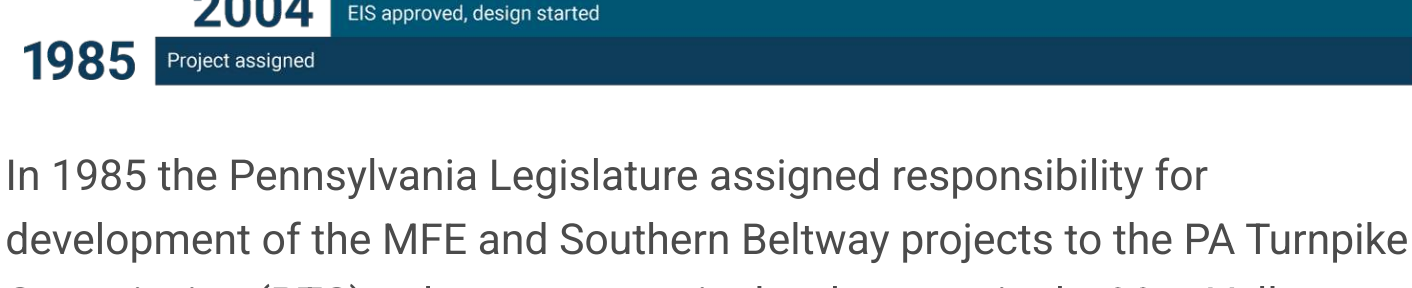 2004 EIS approved, design started
1985 Project assigned
In 1985 the Pennsylvania Legislature assigned responsibility for
development of the MFE and Southern Beltway projects to the PA Turnpike